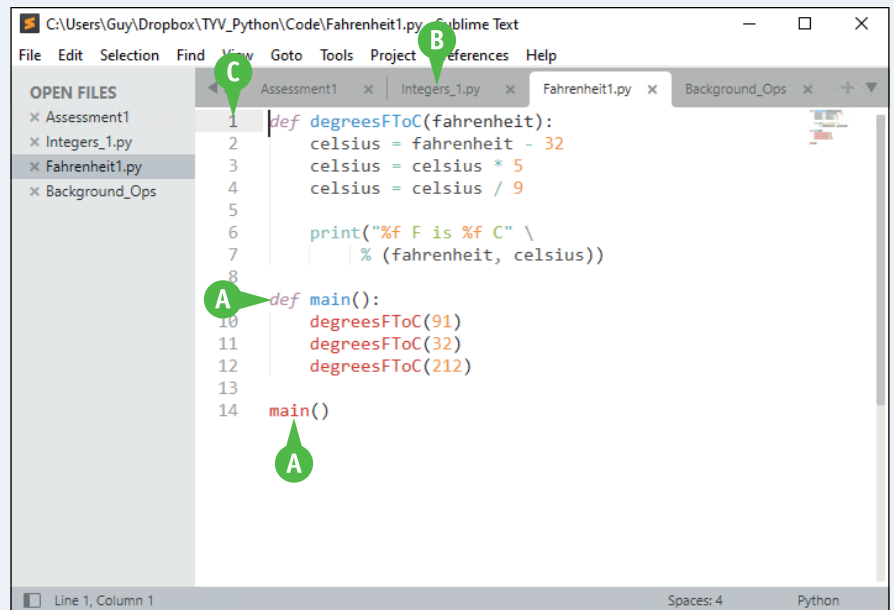 C:\Users\Guy\Dropbox\TYV_Python\Code\Fahrenheit1.py - Sublime Text
File Edit Selection Find View Goto Tools Project Preferences Help
B
C
OPEN FILES
Assessment1
Integers_1.py
Fahrenheit1.py
Background_Ops
Assessment1 × Integers_1.py × Fahrenheit1.py × Background_Ops ×
1 def degreesFToC(fahrenheit):
2 celsius = fahrenheit - 32
3 celsius = celsius * 5
4 celsius = celsius / 9
5
6 print("%f F is %f C" \
7 % (fahrenheit, celsius))
8
A def main():
10 degreesFToC(91)
11 degreesFToC(32)
12 degreesFToC(212)
13
14 main()
A
Line 1, Column 1 Spaces: 4 Python